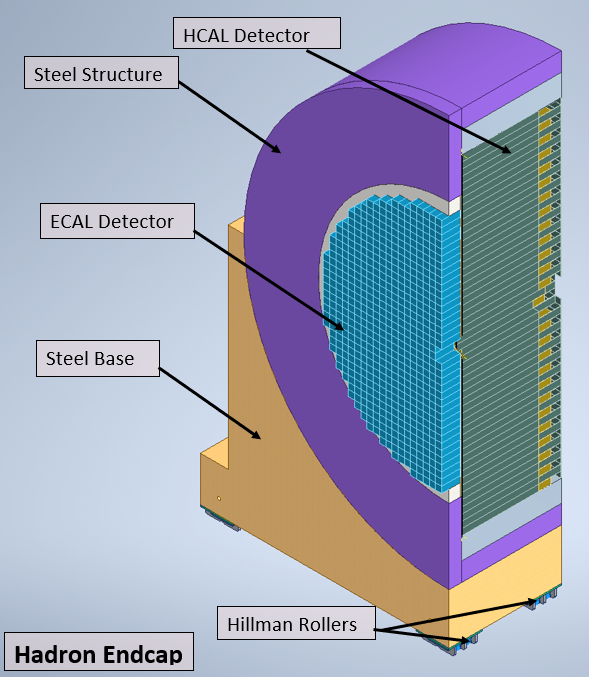 HCAL Detector
Steel Structure
ECAL Detector
Steel Base
Hillman Rollers
Hadron Endcap